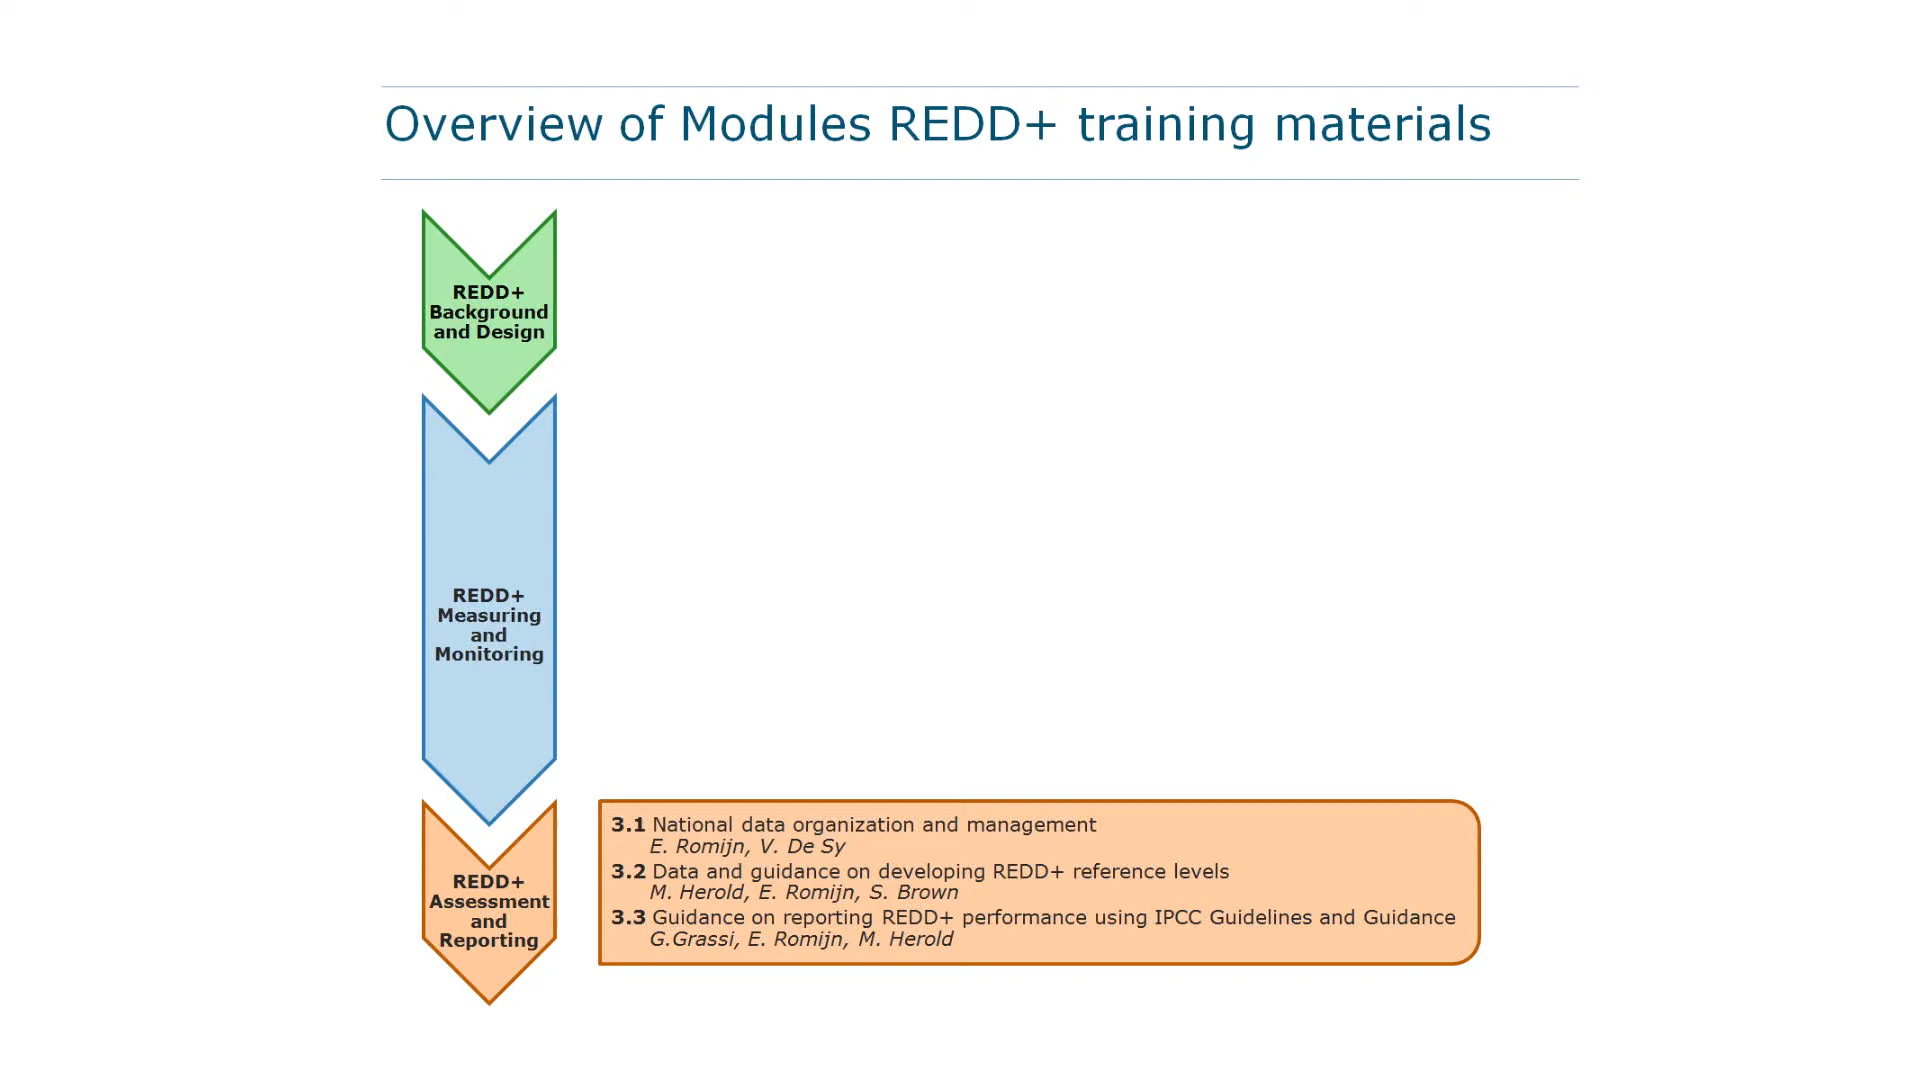 Overview of Modules REDD+ training materials
REDD+
Background
and Design
REDD+
Measuring
and
Monitoring
REDD+
Assessment
and
Reporting
3.1 National data organization and management
E. Romijn, V. De Sy
3.2 Data and guidance on developing REDD+ reference levels
M. Herold, E. Romijn, S. Brown
3.3 Guidance on reporting REDD+ performance using IPCC Guidelines and Guidance
G.Grassi, E. Romijn, M. Herold